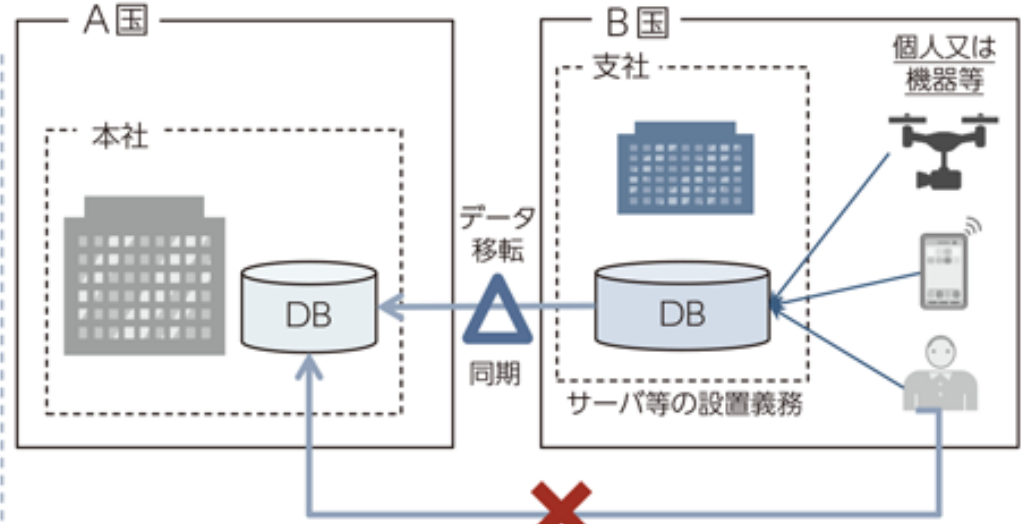 A国
本社
DB
データ
移転
同期
B国
支社
DB
サーバ等の設置義務
個人又は
機器等